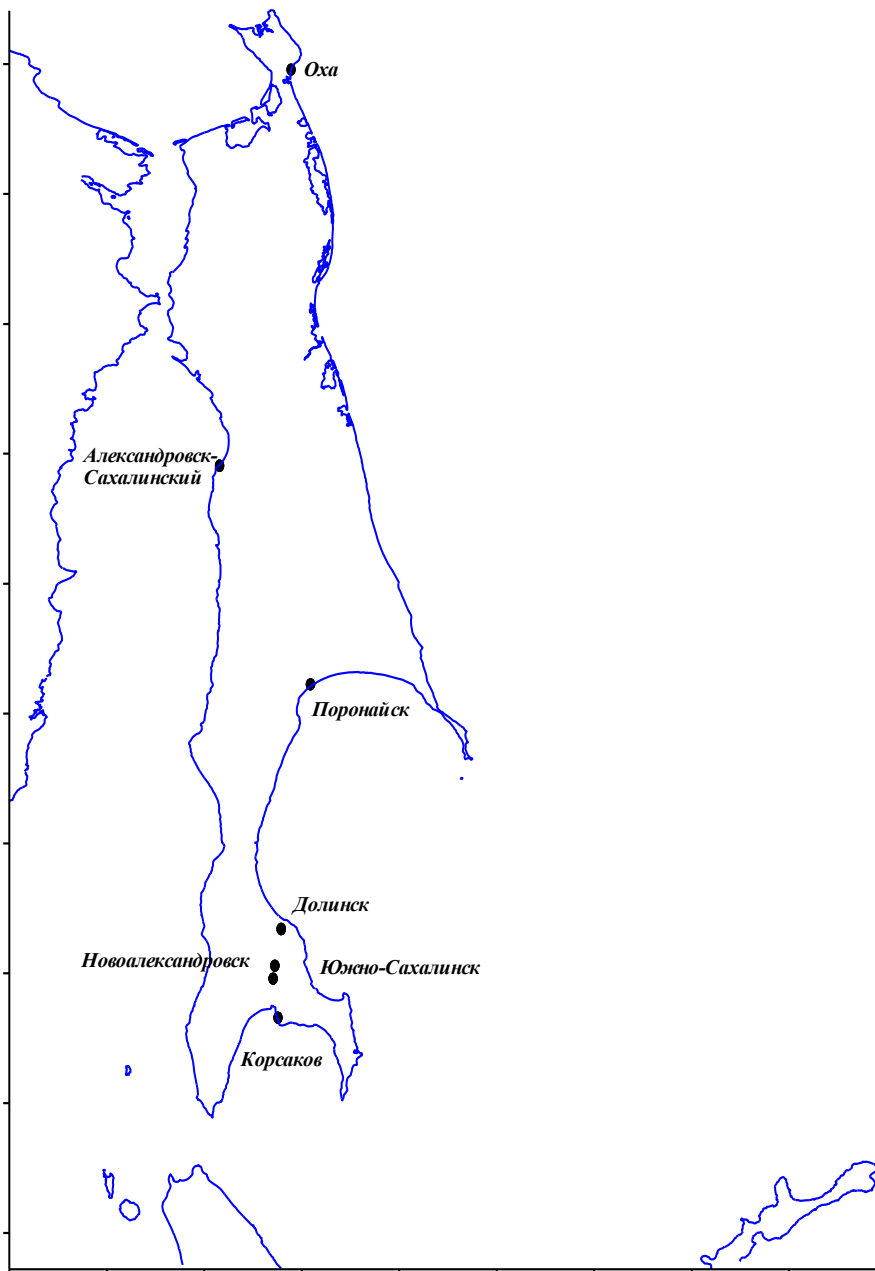 Оха
Александровск-
Сахалинский
Поронайск
Долинск
Новоалександровск
Южно-Сахалинск
Корсаков